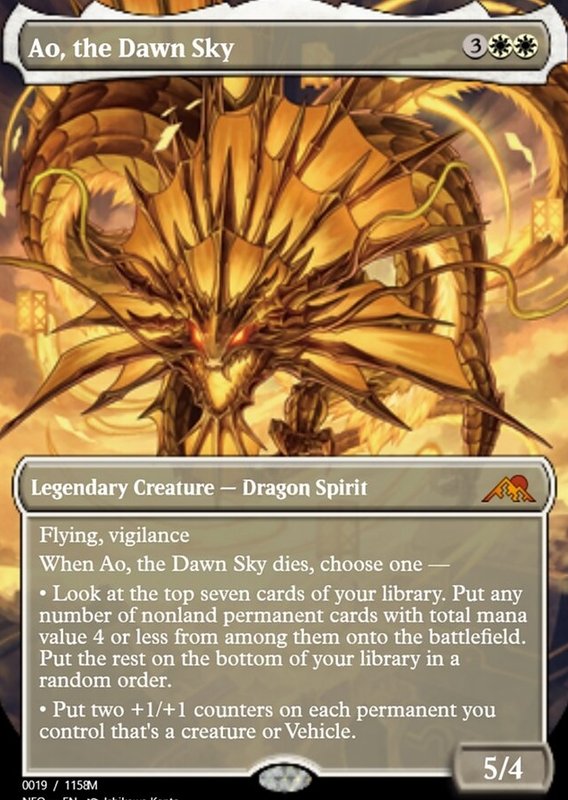 Ao, the Dawn Sky
3
Legendary Creature — Dragon Spirit
Flying, vigilance
When Ao, the Dawn Sky dies, choose one —
• Look at the top seven cards of your library. Put any
number of nonland permanent cards with total mana
value 4 or less from among them onto the battlefield.
Put the rest on the bottom of your library in a
random order.
• Put two +1/+1 counters on each permanent you
control that's a creature or Vehicle.
5/4
0019 / 1158M